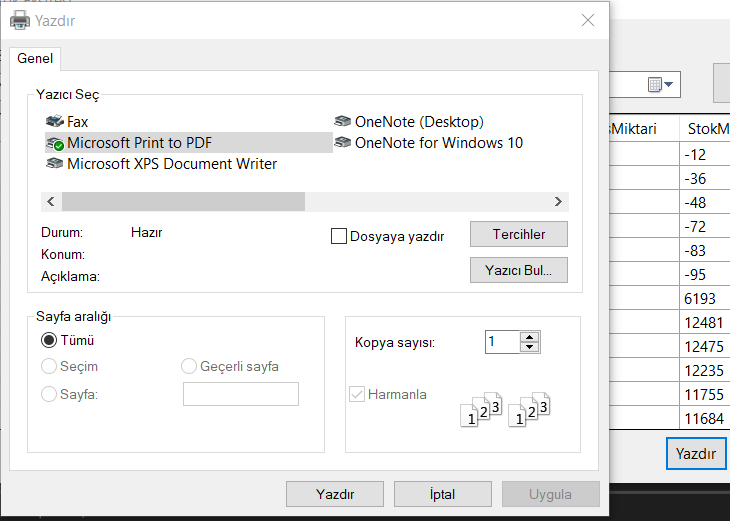 Yazdır
Genel
Yazıcı Seç
Fax
OneNote (Desktop)
Microsoft Print to PDF
OneNote for Windows 10
Microsoft XPS Document Writer
Durum: Hazır
Dosyaya yazdır
Tercihler
Konum:
Açıklama:
Yazıcı Bul...
Sayfa aralığı
Tümü
Seçim
Geçerli sayfa
Sayfa:
Kopya sayısı: 1
Harmanla
1 2 3 1 2 3
Yazdır İptal Uygula
sMiktari StokM
-12
-36
-48
-72
-83
-95
6193
12481
12475
12235
11755
11684
Yazdır